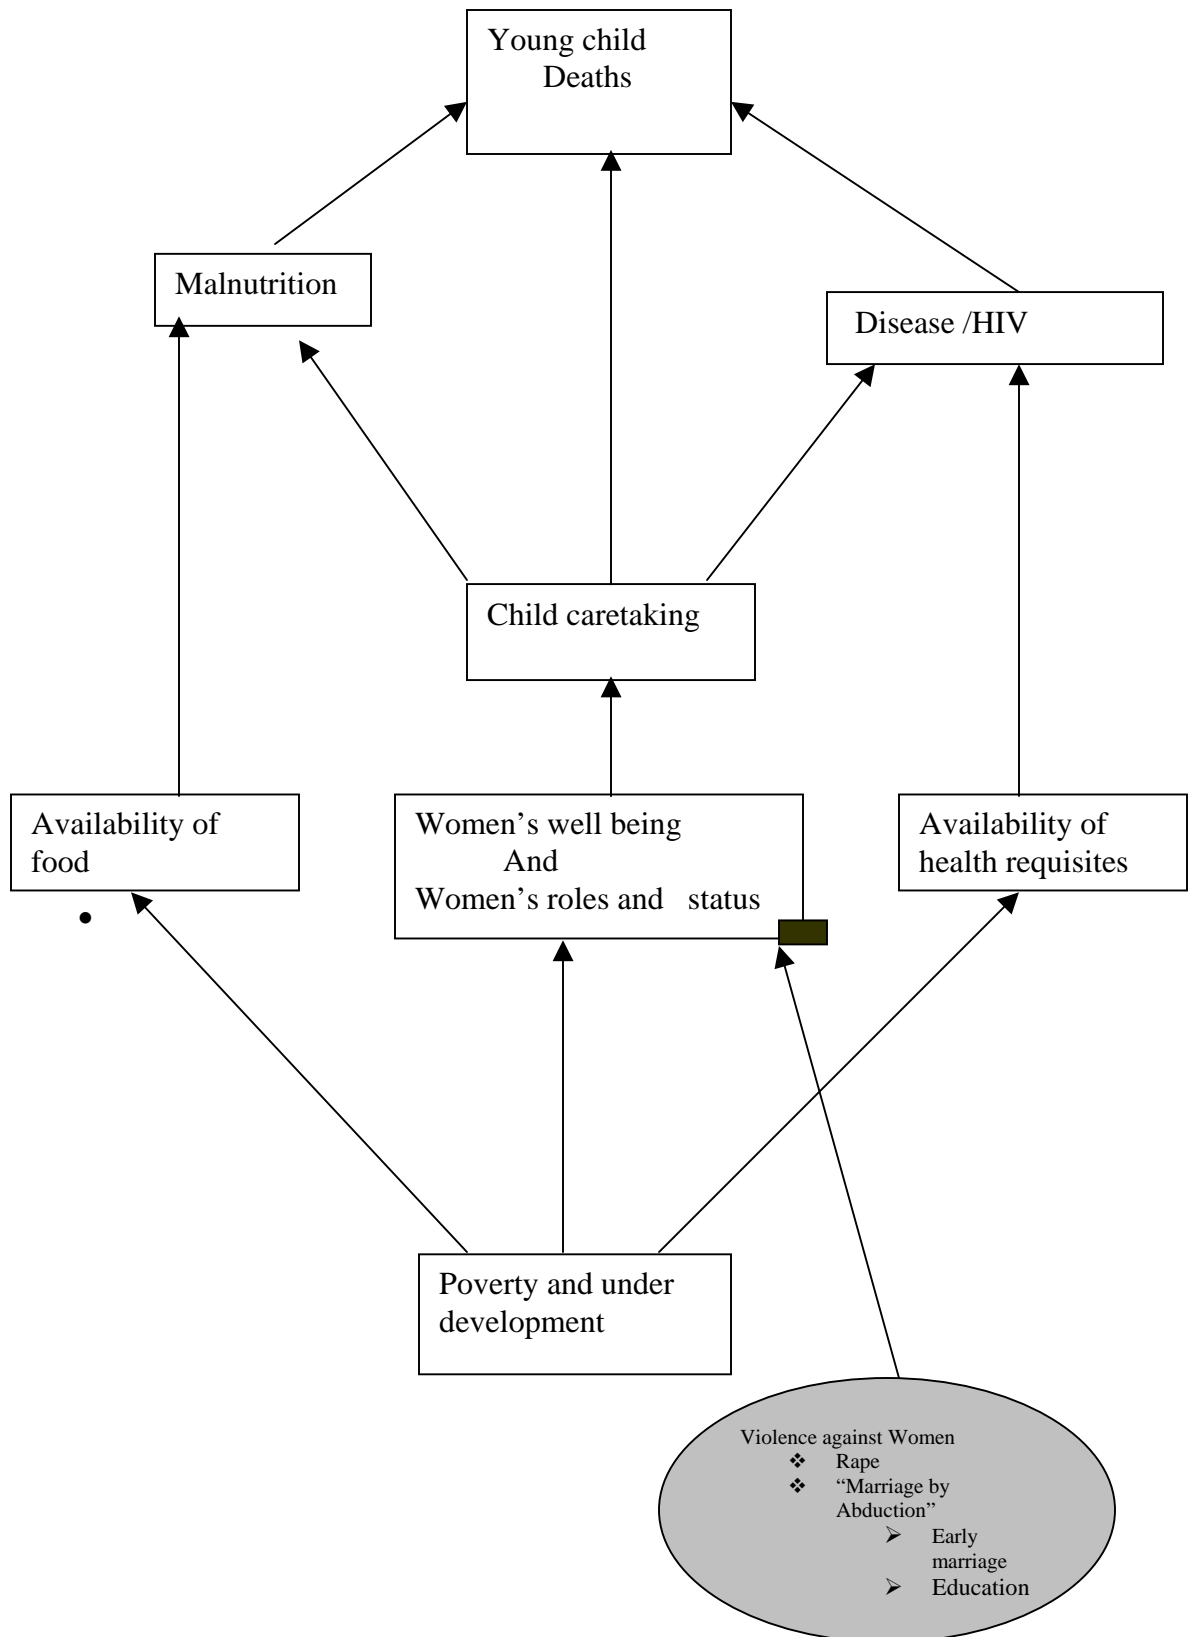 Young child
Deaths
Malnutrition
Disease /HIV
Child caretaking
Availability of
food
Women’s well being
And
Women’s roles and status
Availability of
health requisites
•
Poverty and under
development
Violence against Women
❖ Rape
❖ “Marriage by
Abduction”
➢ Early
marriage
➢ Education